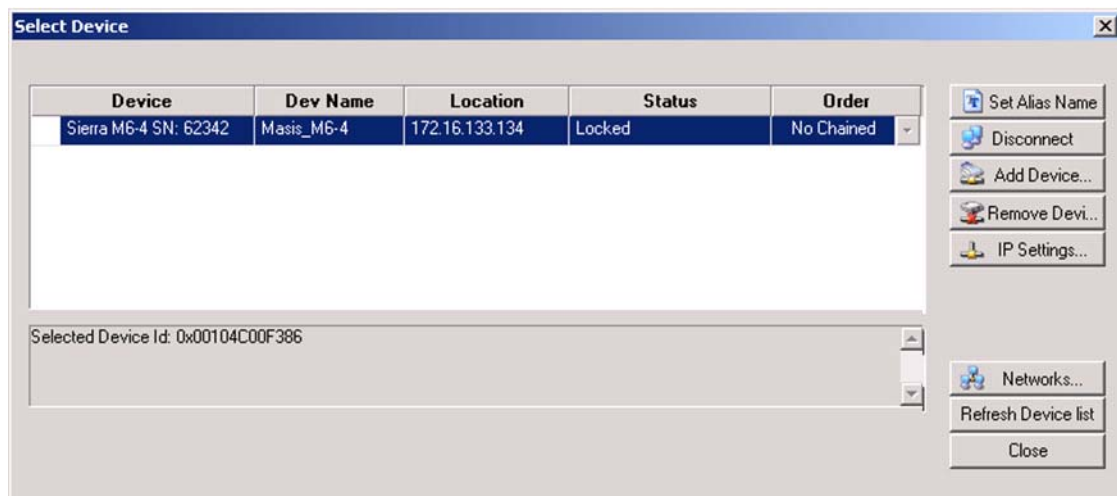 Select Device
Device Dev Name Location Status Order
Sierra M6-4 SN: 62342 Masis_M6-4 172.16.133.134 Locked No Chained
Set Alias Name
Disconnect
Add Device...
Remove Devi...
IP Settings...
Selected Device Id: 0x00104C00F386
Networks...
Refresh Device list
Close